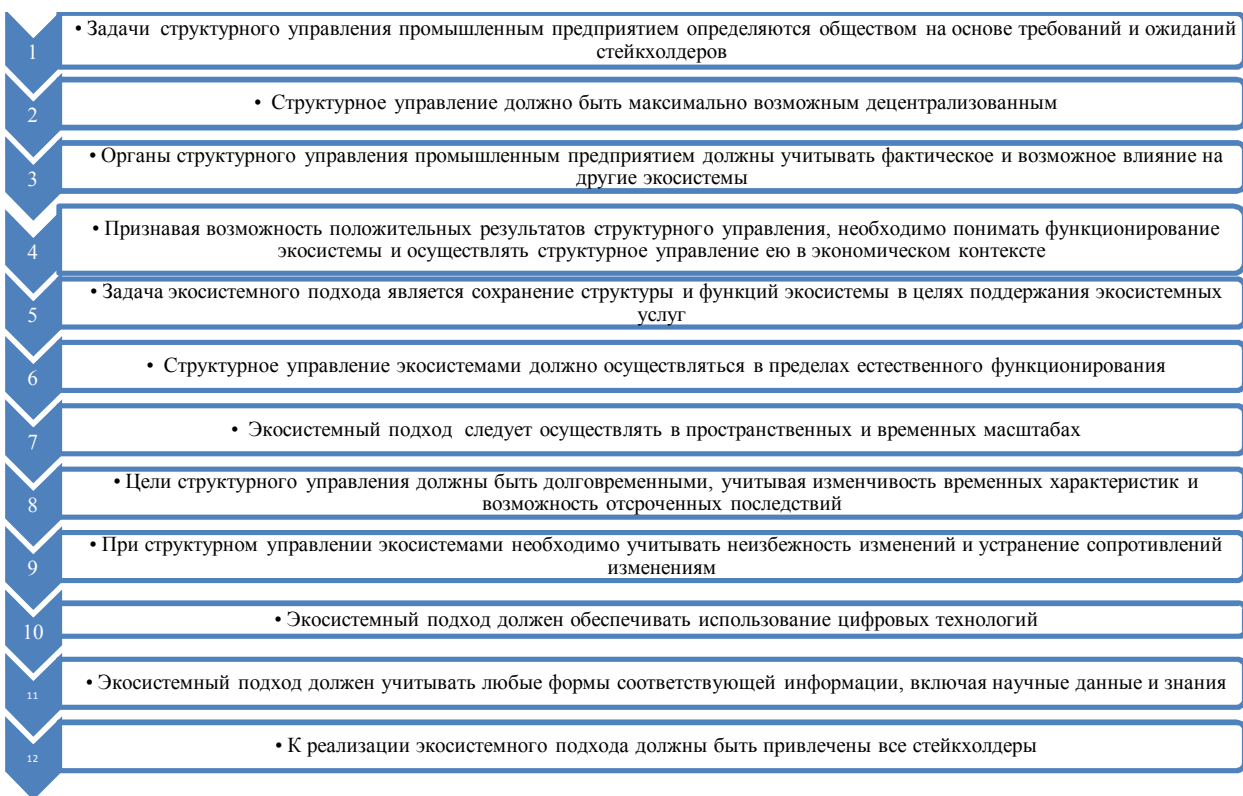 1
• Задачи структурного управления промышленным предприятием определяются обществом на основе требований и ожиданий
стейкхолдеров
2
• Структурное управление должно быть максимально возможным децентрализованным
3
• Органы структурного управления промышленным предприятием должны учитывать фактическое и возможное влияние на
другие экосистемы
4
• Признавая возможность положительных результатов структурного управления, необходимо понимать функционирование
экосистемы и осуществлять структурное управление ею в экономическом контексте
5
• Задача экосистемного подхода является сохранение структуры и функций экосистемы в целях поддержания экосистемных
услуг
6
• Структурное управление экосистемами должно осуществляться в пределах естественного функционирования
7
• Экосистемный подход следует осуществлять в пространственных и временных масштабах
8
• Цели структурного управления должны быть долговременными, учитывая изменчивость временных характеристик и
возможность отсроченных последствий
9
• При структурном управлении экосистемами необходимо учитывать неизбежность изменений и устранение сопротивлений
изменениям
10
• Экосистемный подход должен обеспечивать использование цифровых технологий
11
• Экосистемный подход должен учитывать любые формы соответствующей информации, включая научные данные и знания
12
• К реализации экосистемного подхода должны быть привлечены все стейкхолдеры